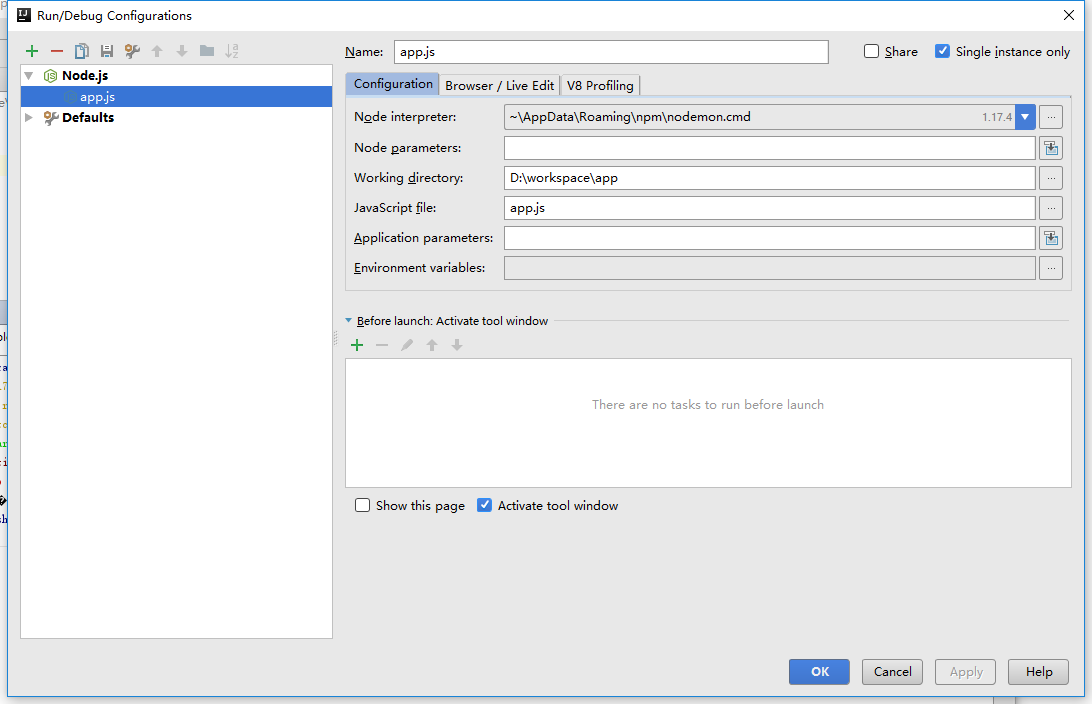 Run/Debug Configurations
Name: app.js Share Single instance only
Node.js
app.js
Defaults
Configuration Browser / Live Edit V8 Profiling
Node interpreter: ~\AppData\Roaming\npm\nodemon.cmd 1.17.4
Node parameters:
Working directory: D:\workspace\app
JavaScript file: app.js
Application parameters:
Environment variables:
Before launch: Activate tool window
There are no tasks to run before launch
Show this page Activate tool window
OK Cancel Apply Help